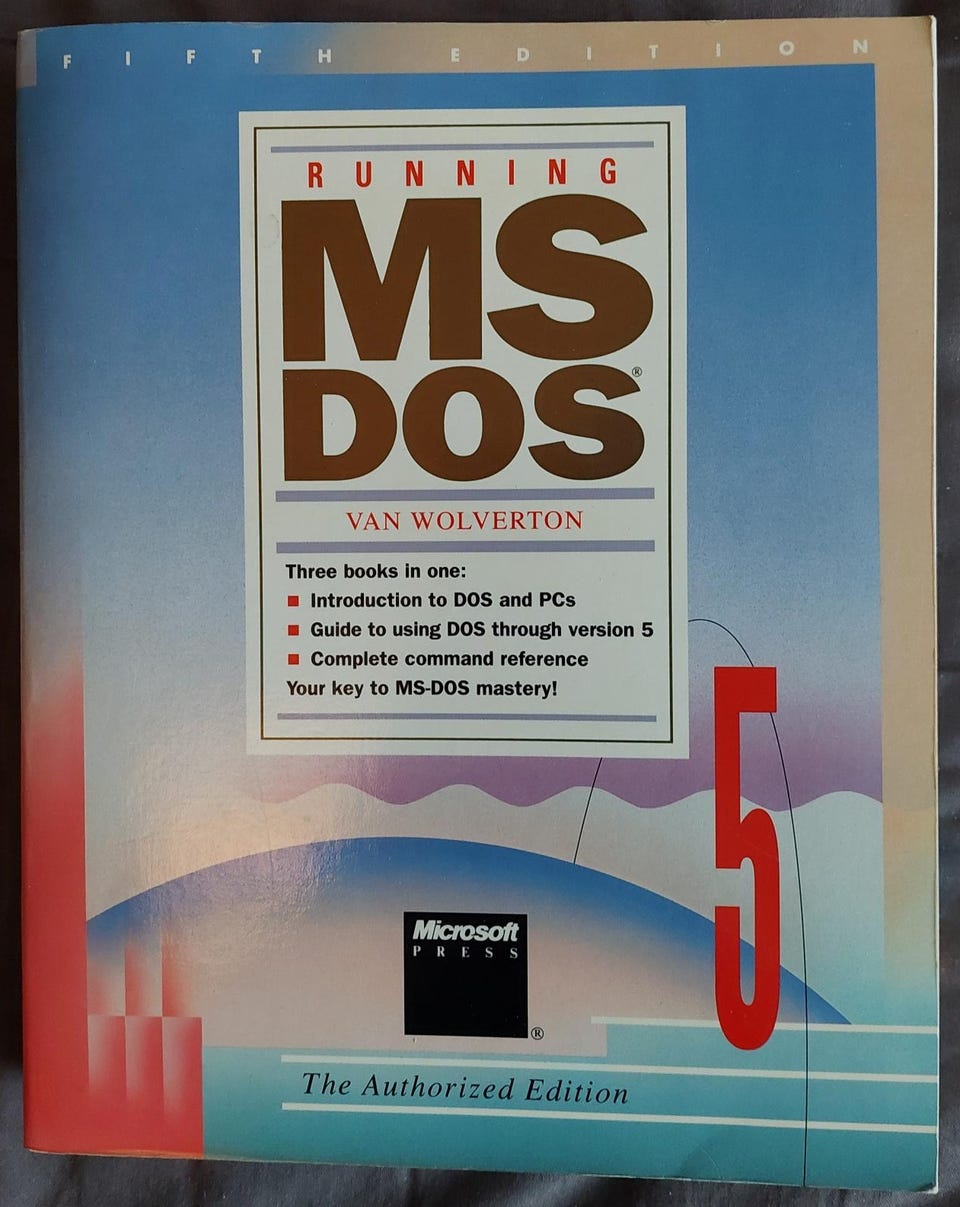 FIFTH EDITION
RUNNING
MS
DOS®
VAN WOLVERTON
Three books in one:
■ Introduction to DOS and PCs
■ Guide to using DOS through version 5
■ Complete command reference
Your key to MS-DOS mastery!
5
Microsoft
PRESS
®
The Authorized Edition